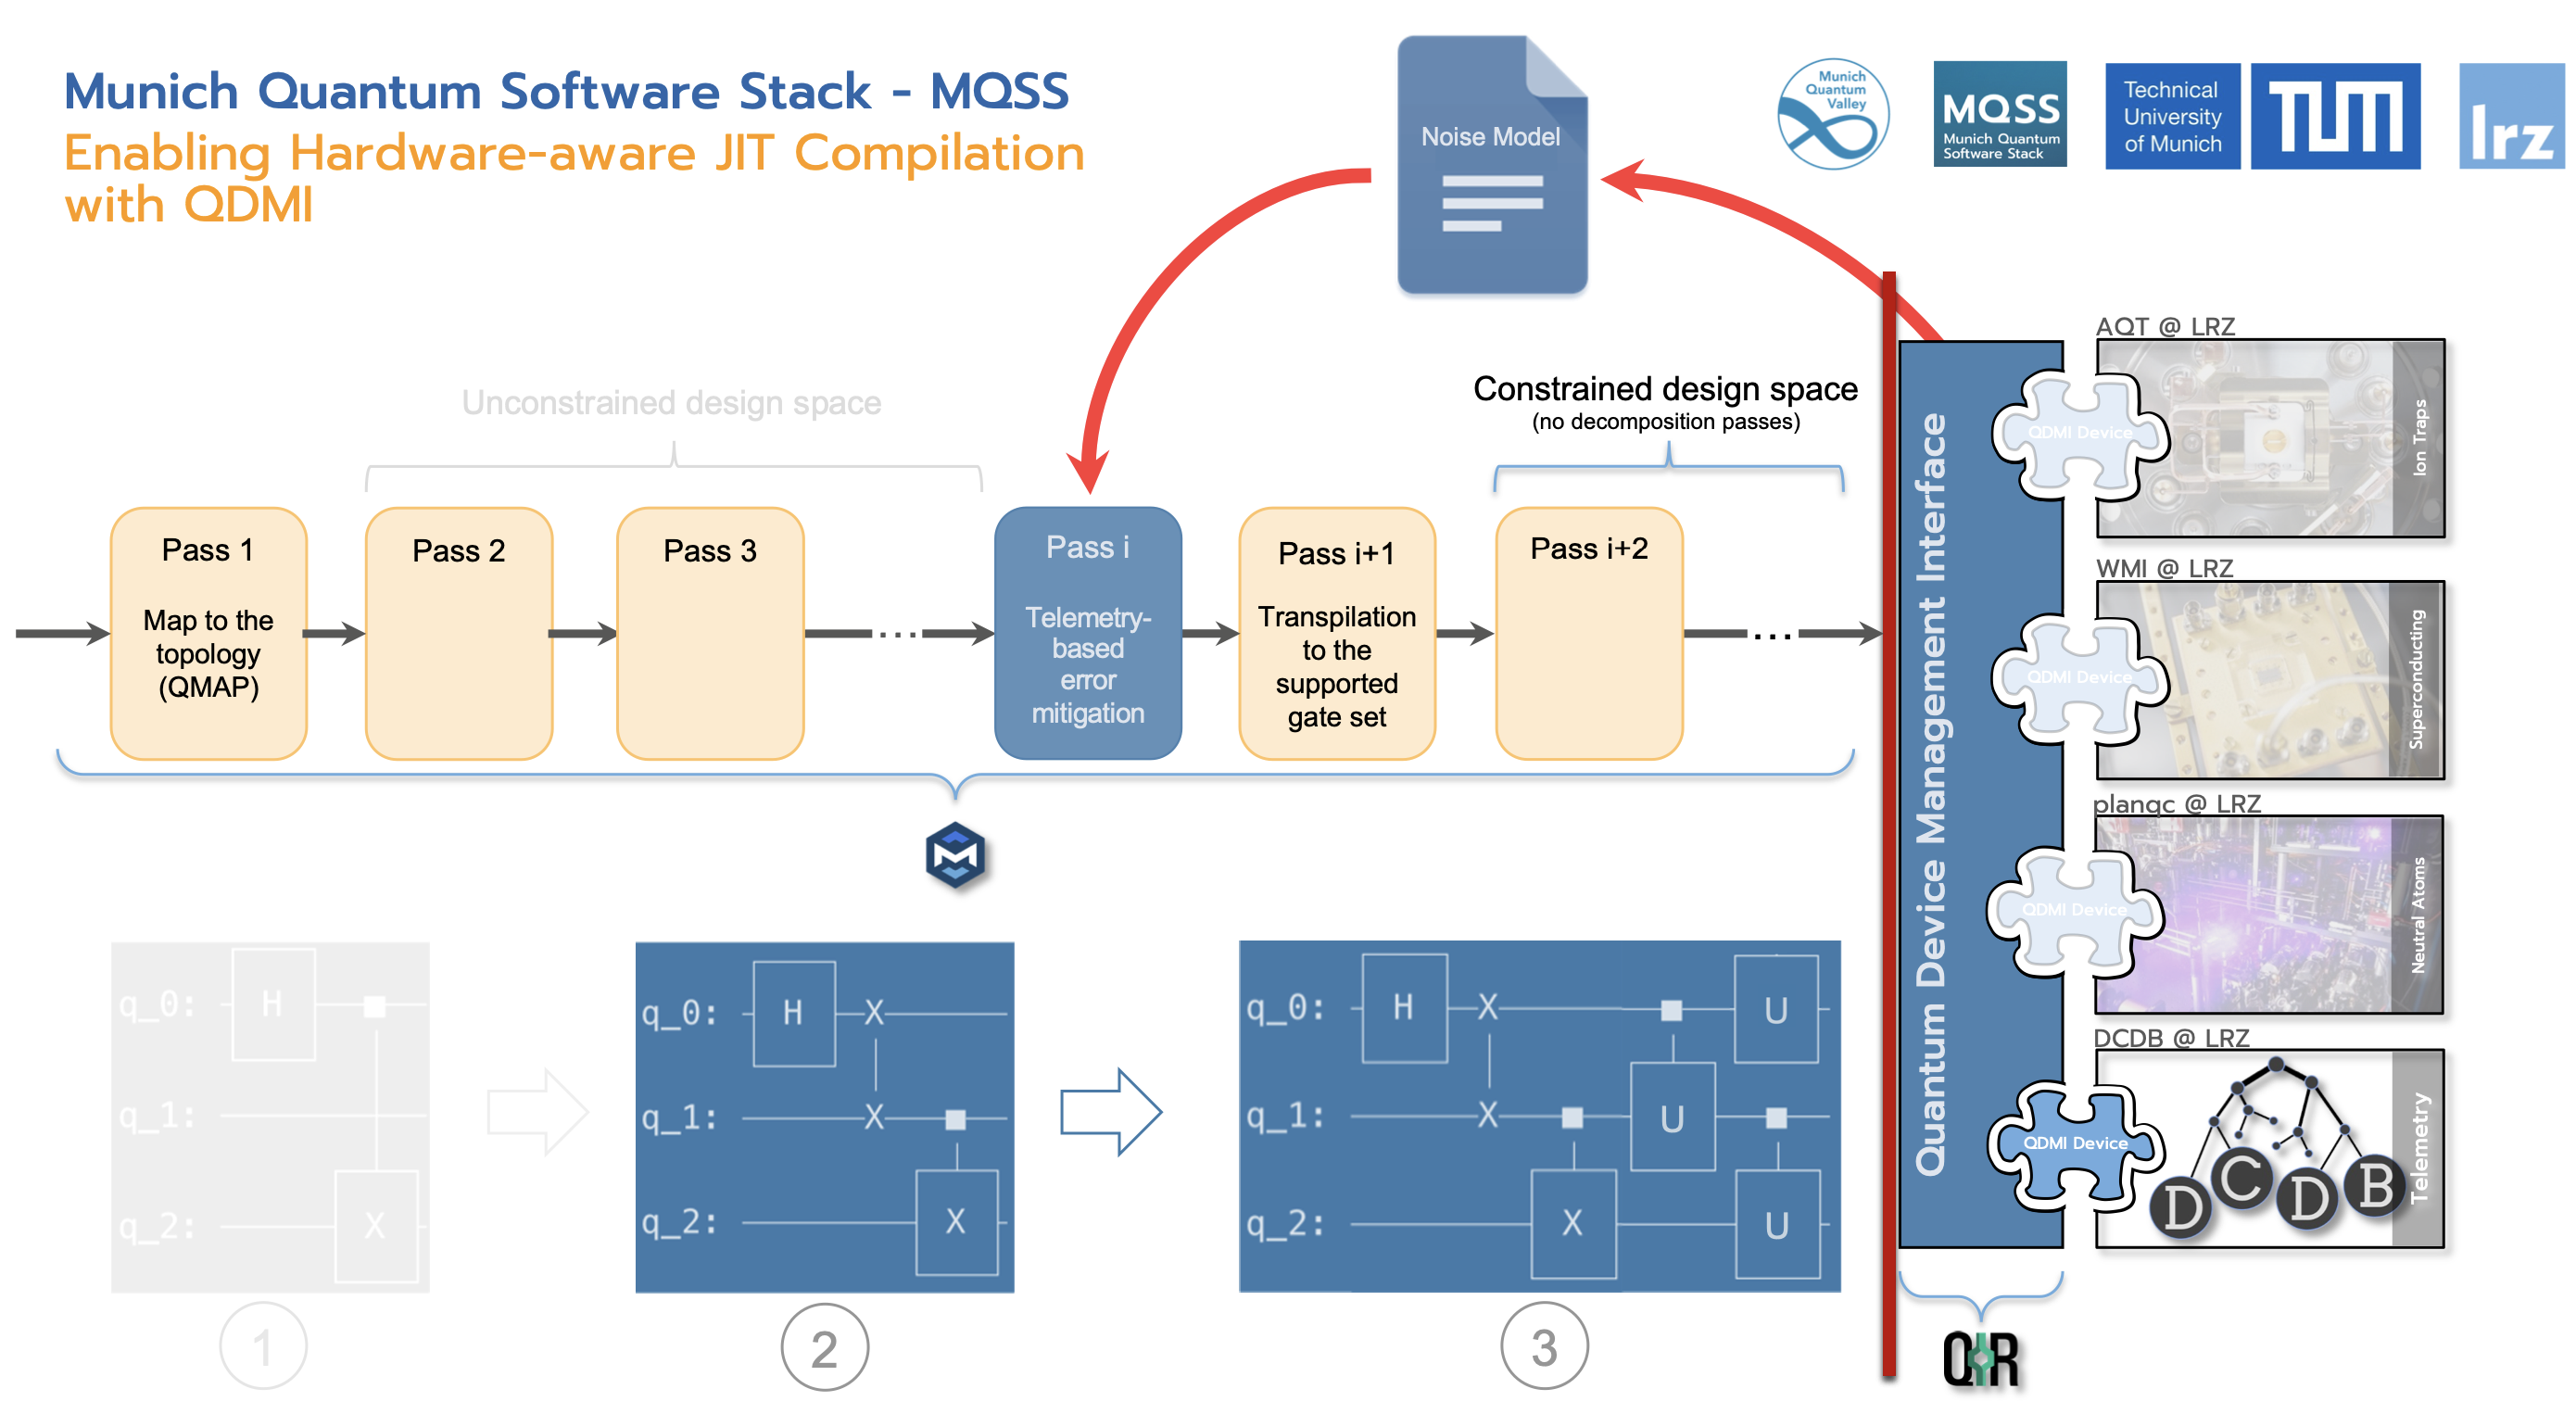 Munich Quantum Software Stack - MQSS
Enabling Hardware-aware JIT Compilation
with QDMI
Noise Model
Munich
Quantum
Valley
MQSS
Munich Quantum
Software Stack
Technical
University
of Munich
TUM
lrz
Unconstrained design space
Constrained design space
(no decomposition passes)
Pass 1
Map to the
topology
(QMAP)
Pass 2
Pass 3
...
Pass i
Telemetry-
based
error
mitigation
Pass i+1
Transpilation
to the
supported
gate set
Pass i+2
...
M
Quantum Device Management Interface
AQT @ LRZ
QDMI Device
Ion Traps
WMI @ LRZ
QDMI Device
Superconducting
planqc @ LRZ
QDMI Device
Neutral Atoms
DCDB @ LRZ
QDMI Device
D C D B
Telemetry
QIR
q_0: H
q_1:
q_2: X
1
q_0: H X
q_1: X
q_2: X
2
q_0: H X U
q_1: X U
q_2: X U
3